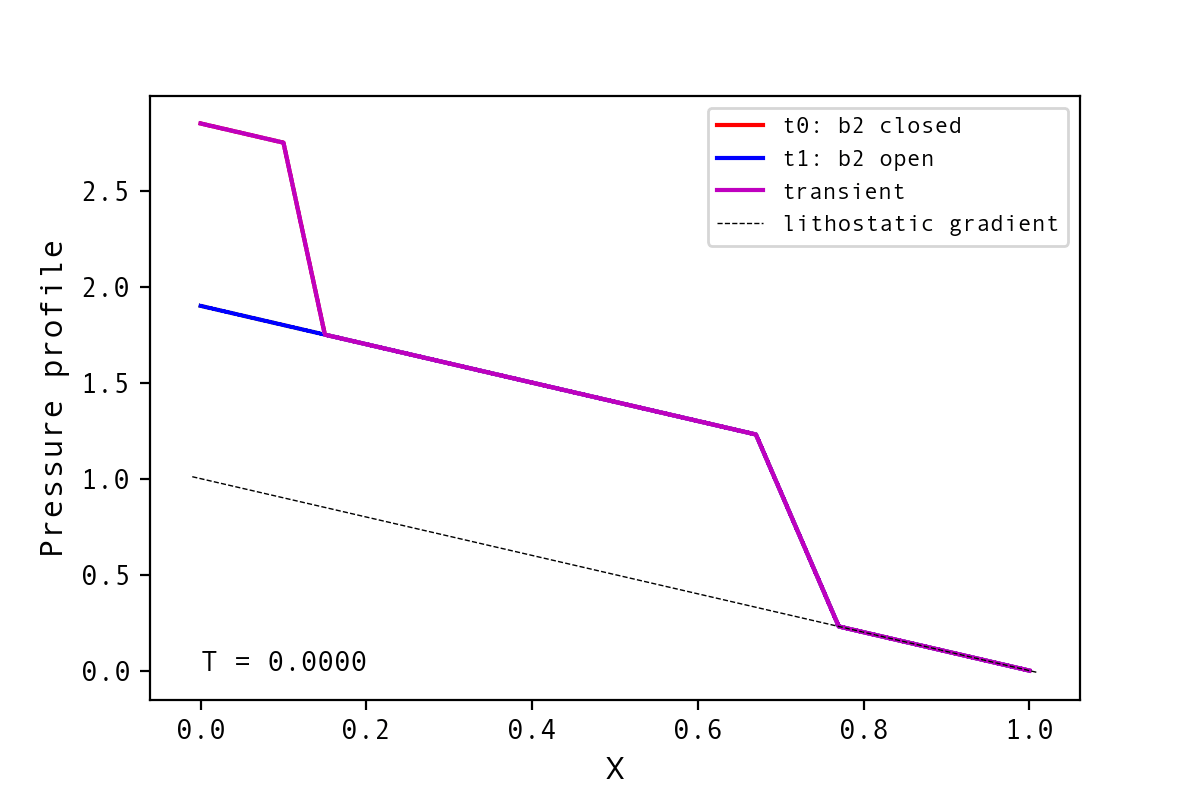 t0: b2 closed
t1: b2 open
transient
lithostatic gradient
Pressure profile
2.5
2.0
1.5
1.0
0.5
0.0
T = 0.0000
0.0 0.2 0.4 0.6 0.8 1.0
X